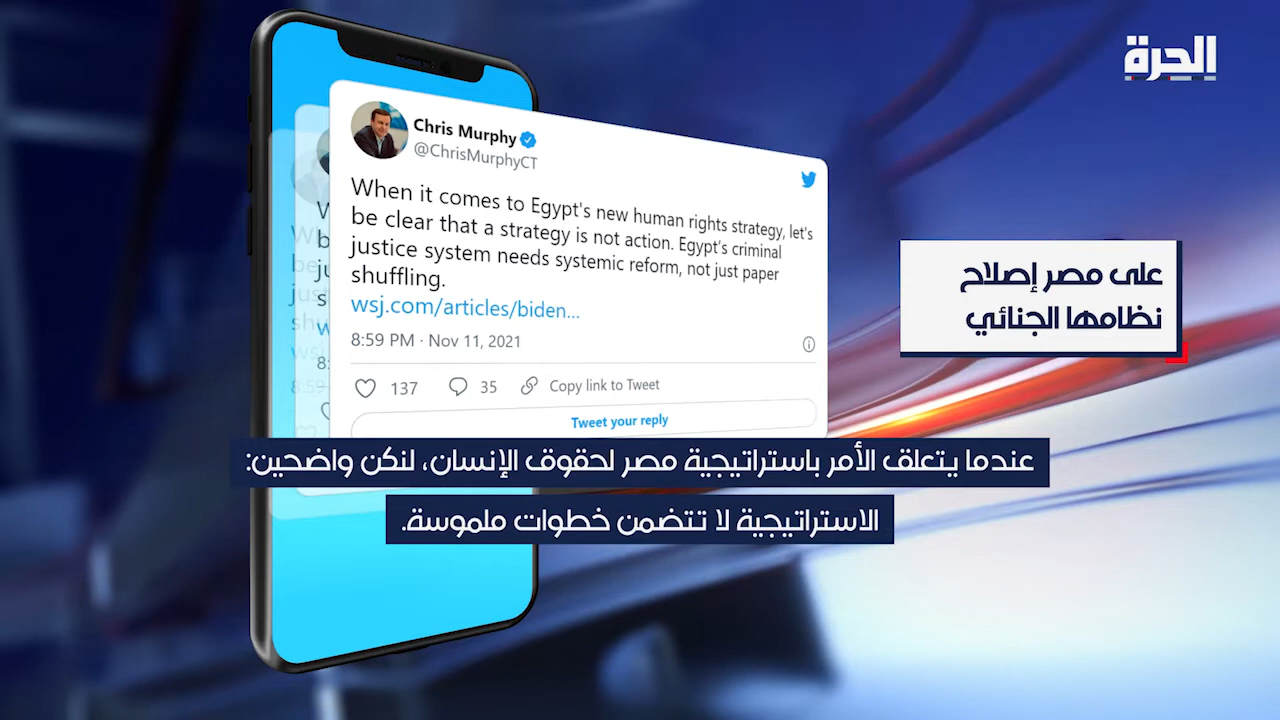 الحرة
Chris Murphy
@ChrisMurphyCT
When it comes to Egypt's new human rights strategy, let's
be clear that a strategy is not action. Egypt's criminal
justice system needs systemic reform, not just paper
shuffling.
wsj.com/articles/biden...
8:59 PM · Nov 11, 2021
137 35 Copy link to Tweet
Tweet your reply
على مصر إصلاح
نظامها الجنائي
عندما يتعلق الأمر باستراتيجية مصر لحقوق الإنسان، لنكن واضحين:
الاستراتيجية لا تتضمن خطوات ملموسة.